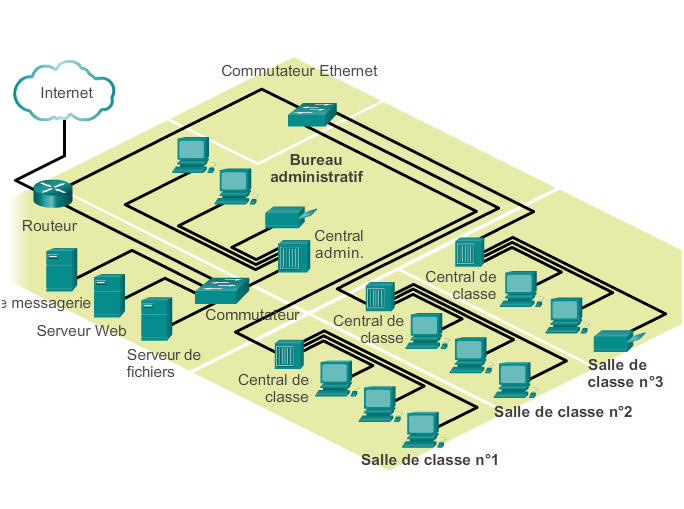 Commutateur Ethernet
Internet
Bureau
administratif
Routeur
Central
admin.
e messagerie
Serveur Web
Serveur de
fichiers
Commutateur
Central de
classe
Central de
classe
Central de
classe
Salle de
classe n°3
Salle de classe n°2
Salle de classe n°1